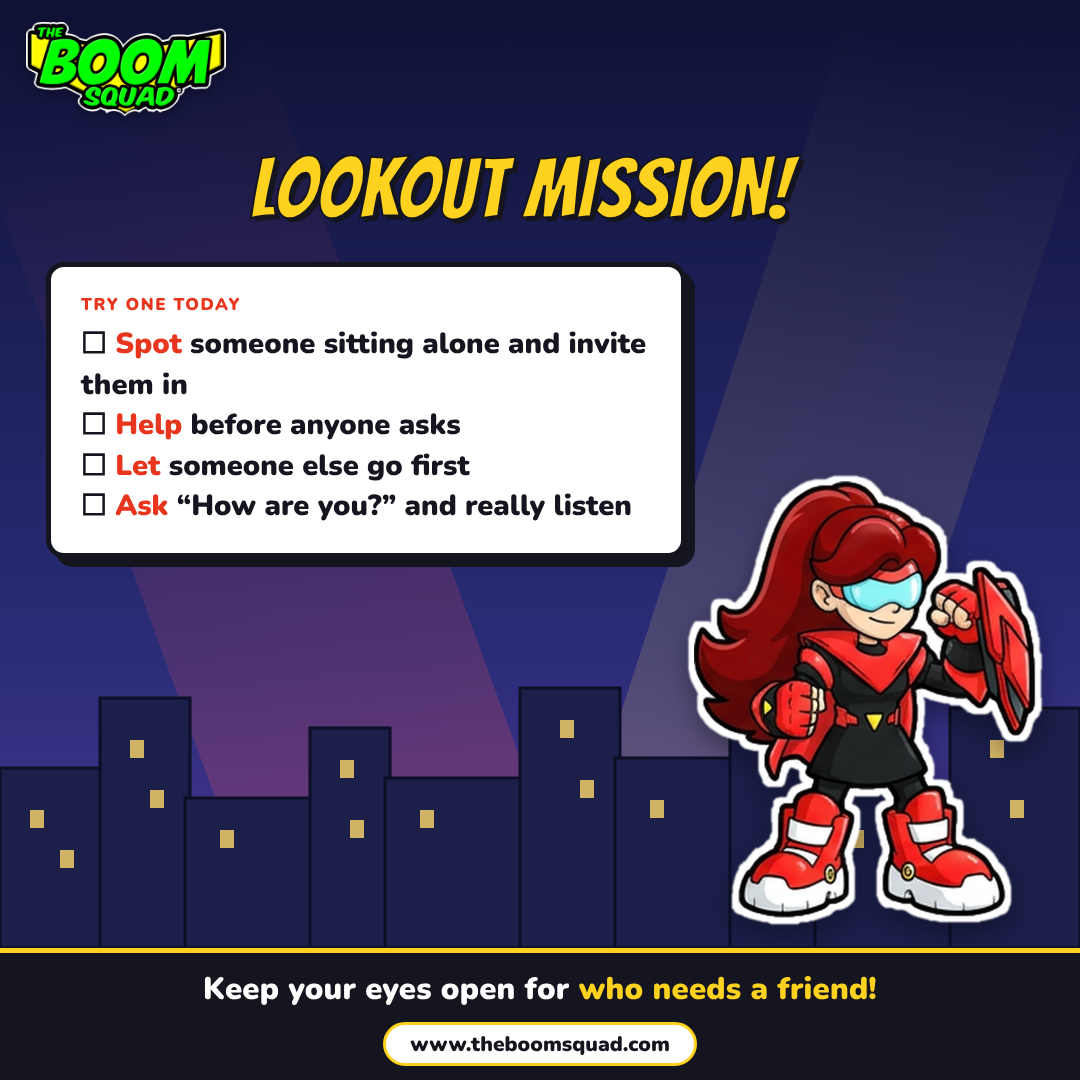 THE
BOOM
SQUAD
LOOKOUT MISSION!
TRY ONE TODAY
☐ Spot someone sitting alone and invite
them in
☐ Help before anyone asks
☐ Let someone else go first
☐ Ask “How are you?” and really listen
Keep your eyes open for who needs a friend!
www.theboomsquad.com